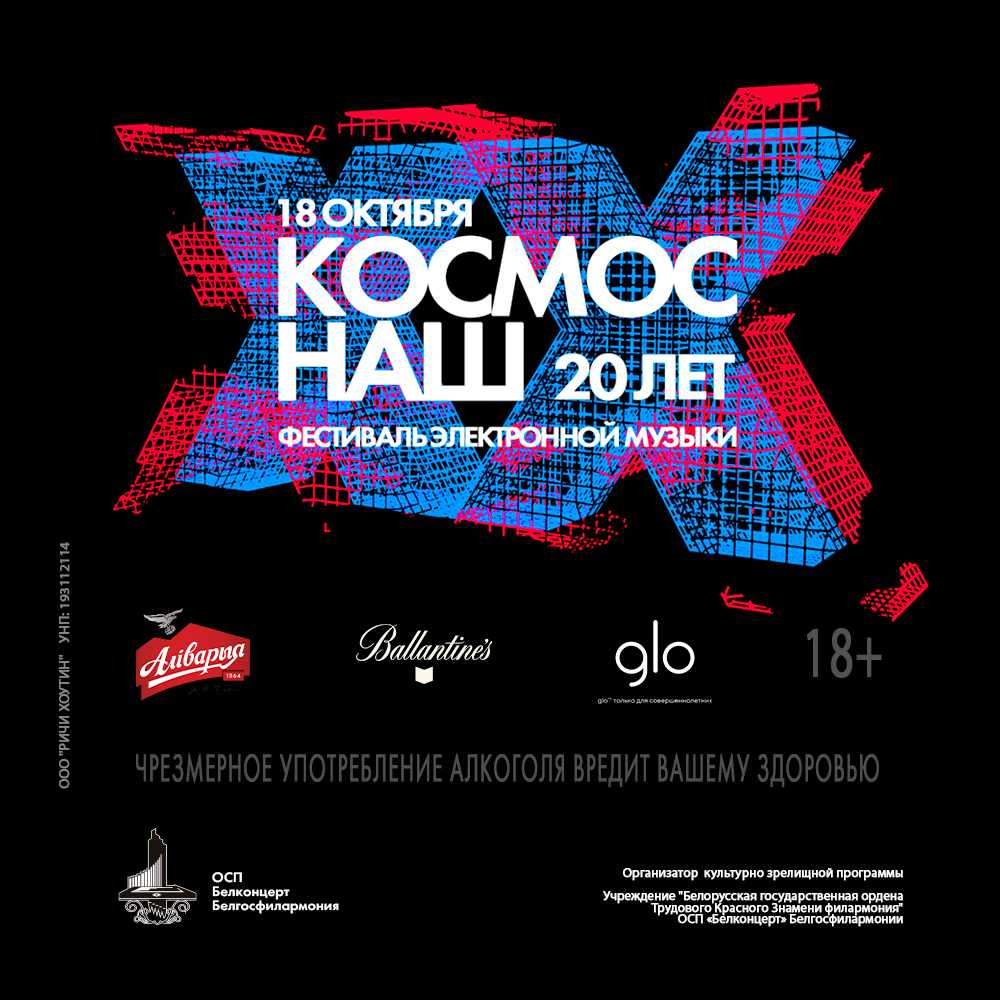 18 ОКТЯБРЯ
КОСМОС
НАШ 20 ЛЕТ
ФЕСТИВАЛЬ ЭЛЕКТРОННОЙ МУЗЫКИ
ООО "РИЧИ ХОУТИН" УНП: 193112114
Алiварыя
1864
Ballantine's
glo
glo™ только для совершеннолетних
18+
ЧРЕЗМЕРНОЕ УПОТРЕБЛЕНИЕ АЛКОГОЛЯ ВРЕДИТ ВАШЕМУ ЗДОРОВЬЮ
ОСП
Белконцерт
Белгосфилармония
Организатор культурно зрелищной программы
Учреждение "Белорусская государственная ордена
Трудового Красного Знамени филармония"
ОСП «Белконцерт» Белгосфилармонии